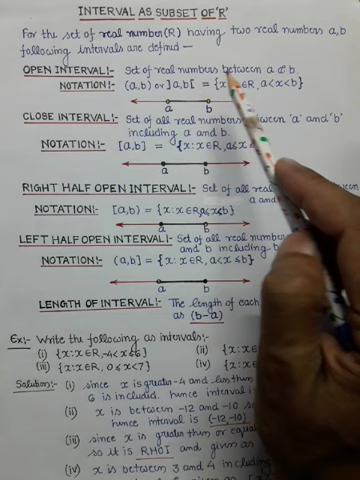 INTERVAL AS SUBSET OF 'R'
For the set of real number (R) having two real numbers a, b
following intervals are defined —
OPEN INTERVAL:- Set of real numbers between a & b.
NOTATION:- (a, b) or ]a, b[ = {x ∈R, a<x<b}
a b
CLOSE INTERVAL:- Set of all real numbers between 'a' and 'b'
including a and b.
NOTATION:- [a, b] = {x: x∈R, a≤x≤
a b
RIGHT HALF OPEN INTERVAL:- Set of all real
a and
NOTATION:- [a, b) = {x: x∈R, a≤x≤b}
a b
LEFT HALF OPEN INTERVAL:- Set of all real numbers
and b including b
NOTATION:- (a, b] = {x: x∈R, a<x≤b}
a b
LENGTH OF INTERVAL:- The length of each
as (b-a)
Ex:- Write the following as intervals:
(i) {x: x∈R, -4<x≤6} (ii) {x:
(iii) {x: x∈R, 0≤x<7} (iv) {x:
Solution:- (i) since x is greater -4 and less than
6 is included. hence interval is
(ii) x is between -12 and -10 so
hence interval is (-12, -10)
(iii) since x is greater than or equal
so it is RHOI and given as
(iv) x is between 3 and 4 including